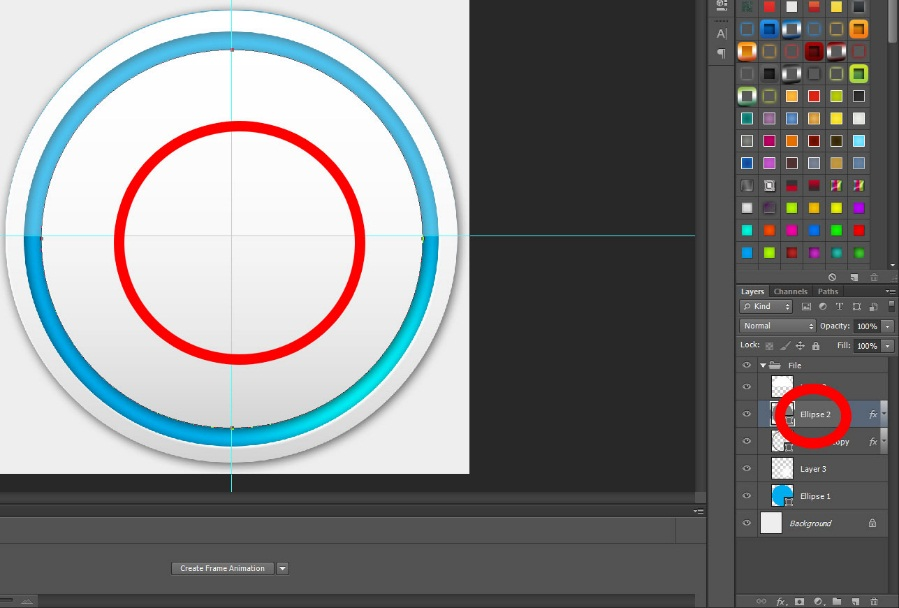 A|
¶
Layers Channels Paths
Kind T
Normal Opacity: 100%
Lock: Fill: 100%
File
Ellipse 2 fx
opy fx
Layer 3
Ellipse 1
Background
Create Frame Animation
fx